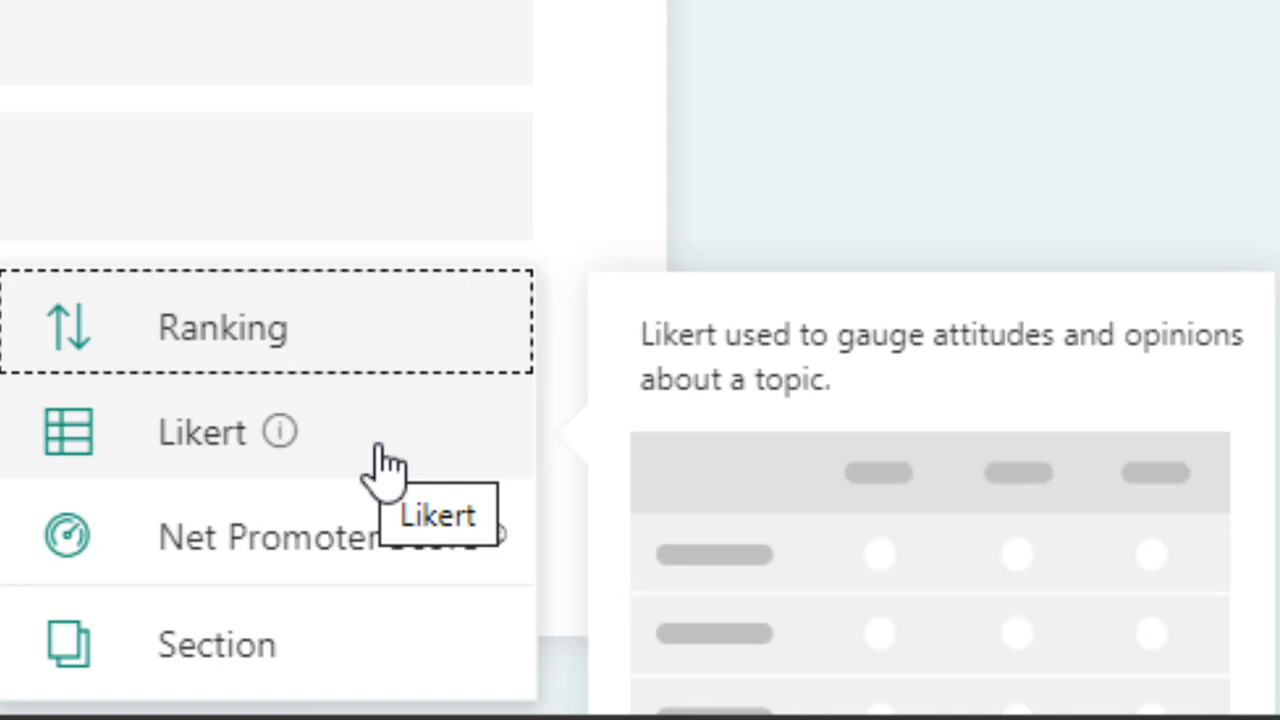 Ranking
Likert used to gauge attitudes and opinions
about a topic.
Likert
Likert
Net Promoter
Section